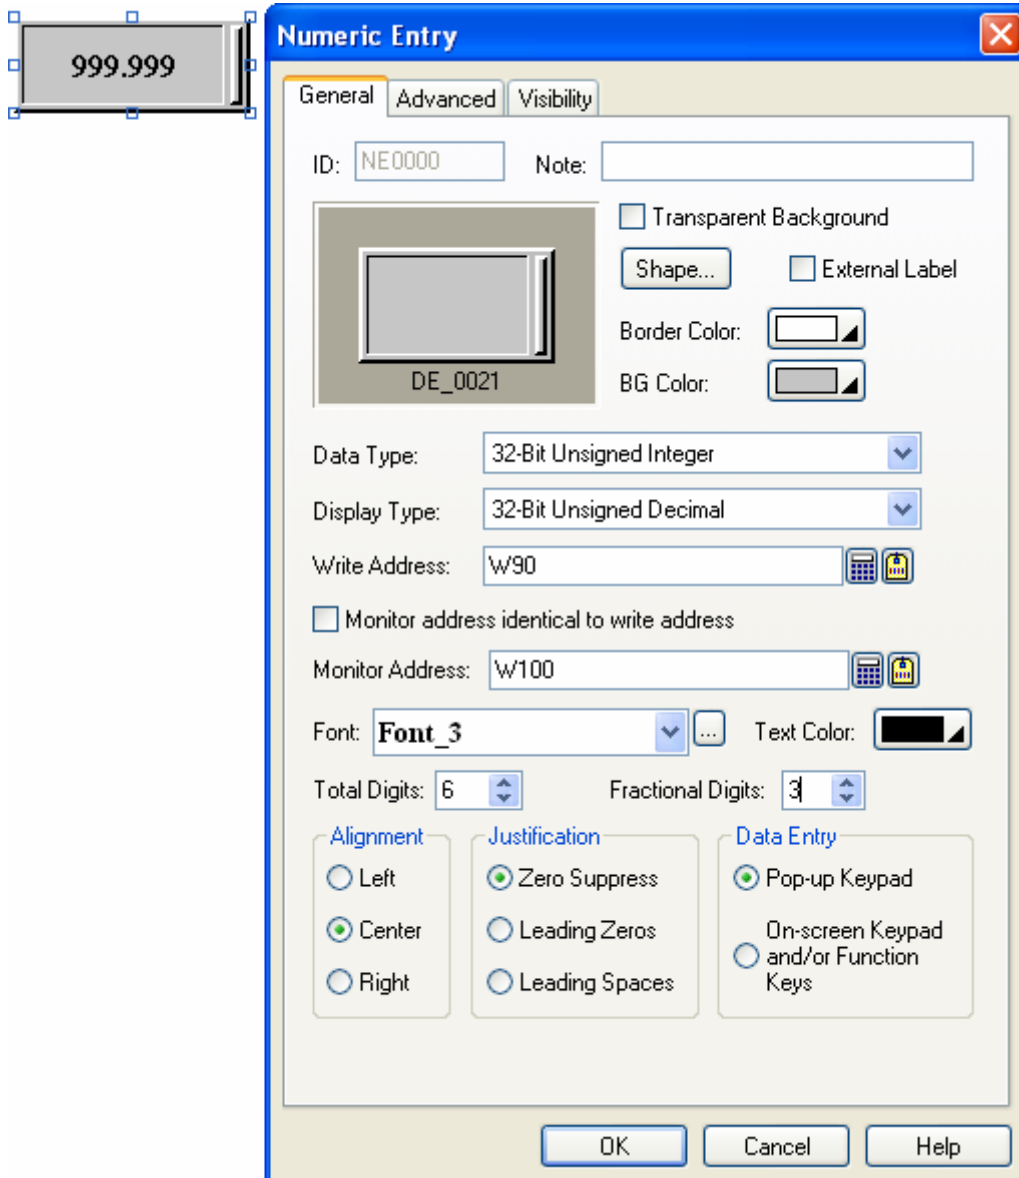 999.999
Numeric Entry
General Advanced Visibility
ID: NE0000 Note:
Transparent Background
Shape... External Label
Border Color:
DE_0021
BG Color:
Data Type: 32-Bit Unsigned Integer
Display Type: 32-Bit Unsigned Decimal
Write Address: W90
Monitor address identical to write address
Monitor Address: W100
Font: Font_3 ... Text Color:
Total Digits: 6 Fractional Digits: 3
Alignment Justification Data Entry
Left Zero Suppress Pop-up Keypad
Center Leading Zeros On-screen Keypad
and/or Function
Keys
Right Leading Spaces
OK Cancel Help